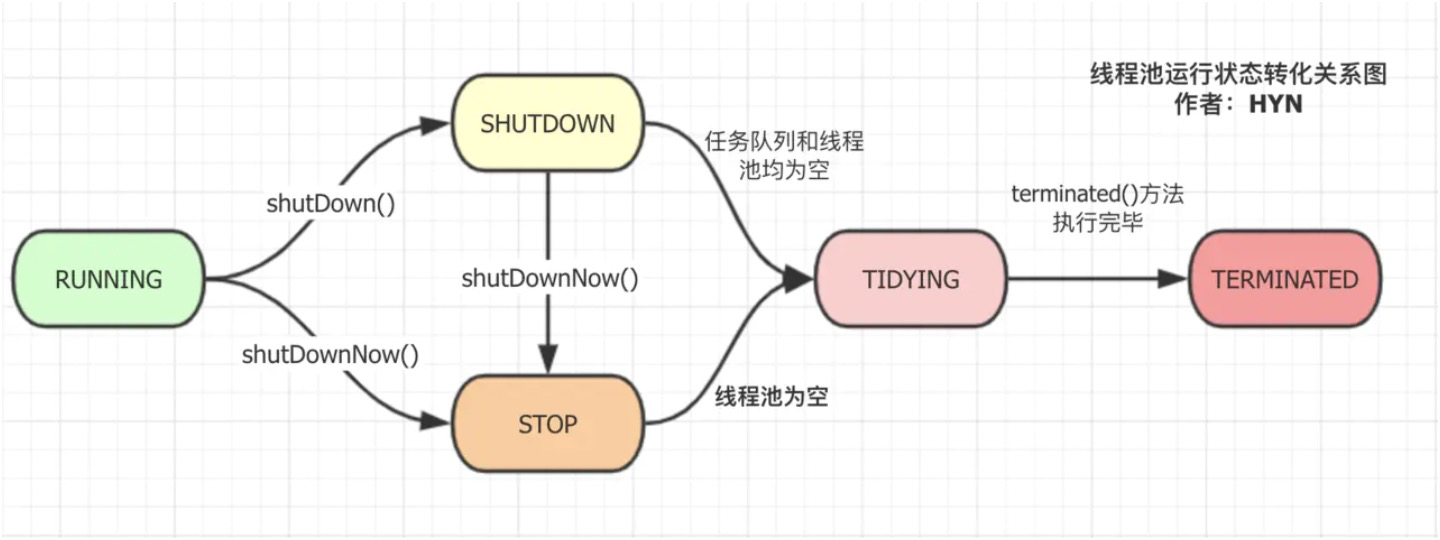 线程池运行状态转化关系图
作者：HYN
SHUTDOWN
任务队列和线程
池均为空
shutDown()
terminated()方法
执行完毕
RUNNING
shutDownNow()
TIDYING
TERMINATED
shutDownNow()
线程池为空
STOP